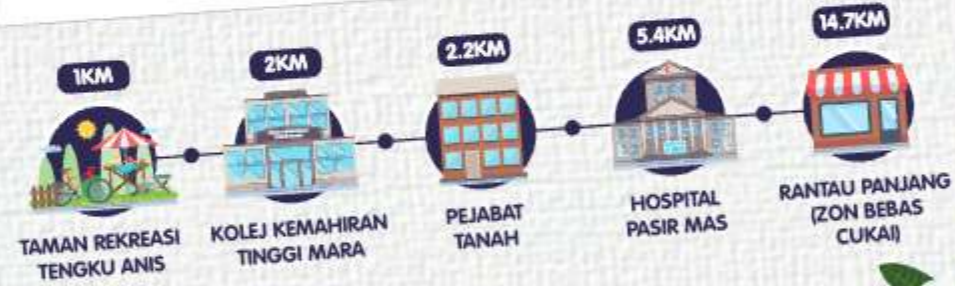 1KM
2KM
2.2KM
5.4KM
14.7KM
TAMAN REKREASI
TENGKU ANIS
KOLEJ KEMAHIRAN
TINGGI MARA
PEJABAT
TANAH
HOSPITAL
PASIR MAS
RANTAU PANJANG
(ZON BEBAS
CUKAI)